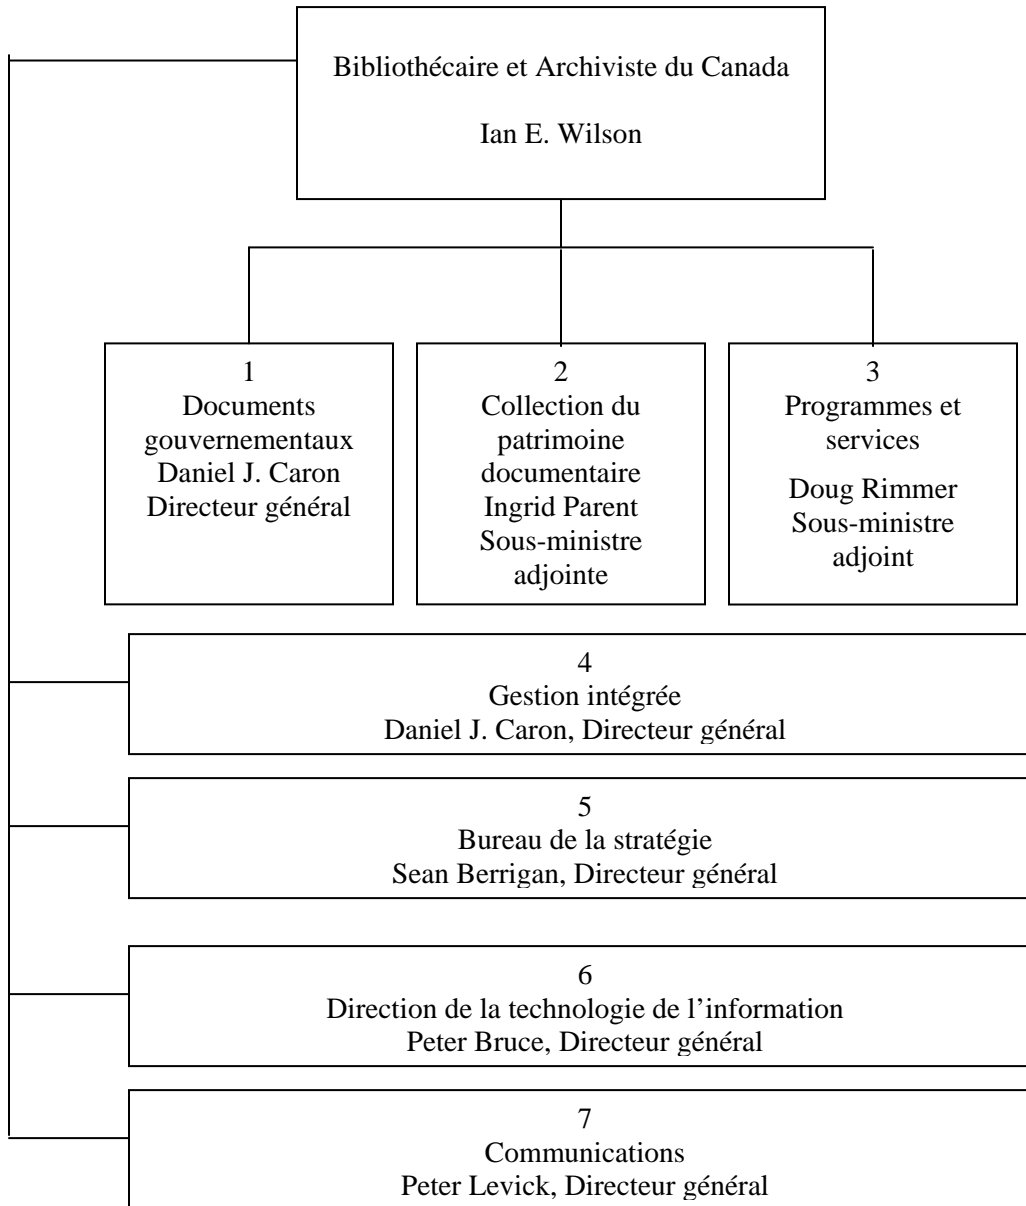 Bibliothécaire et Archiviste du Canada
Ian E. Wilson
1
Documents
gouvernementaux
Daniel J. Caron
Directeur général
2
Collection du
patrimoine
documentaire
Ingrid Parent
Sous-ministre
adjointe
3
Programmes et
services
Doug Rimmer
Sous-ministre
adjoint
4
Gestion intégrée
Daniel J. Caron, Directeur général
5
Bureau de la stratégie
Sean Berrigan, Directeur général
6
Direction de la technologie de l’information
Peter Bruce, Directeur général
7
Communications
Peter Levick, Directeur général